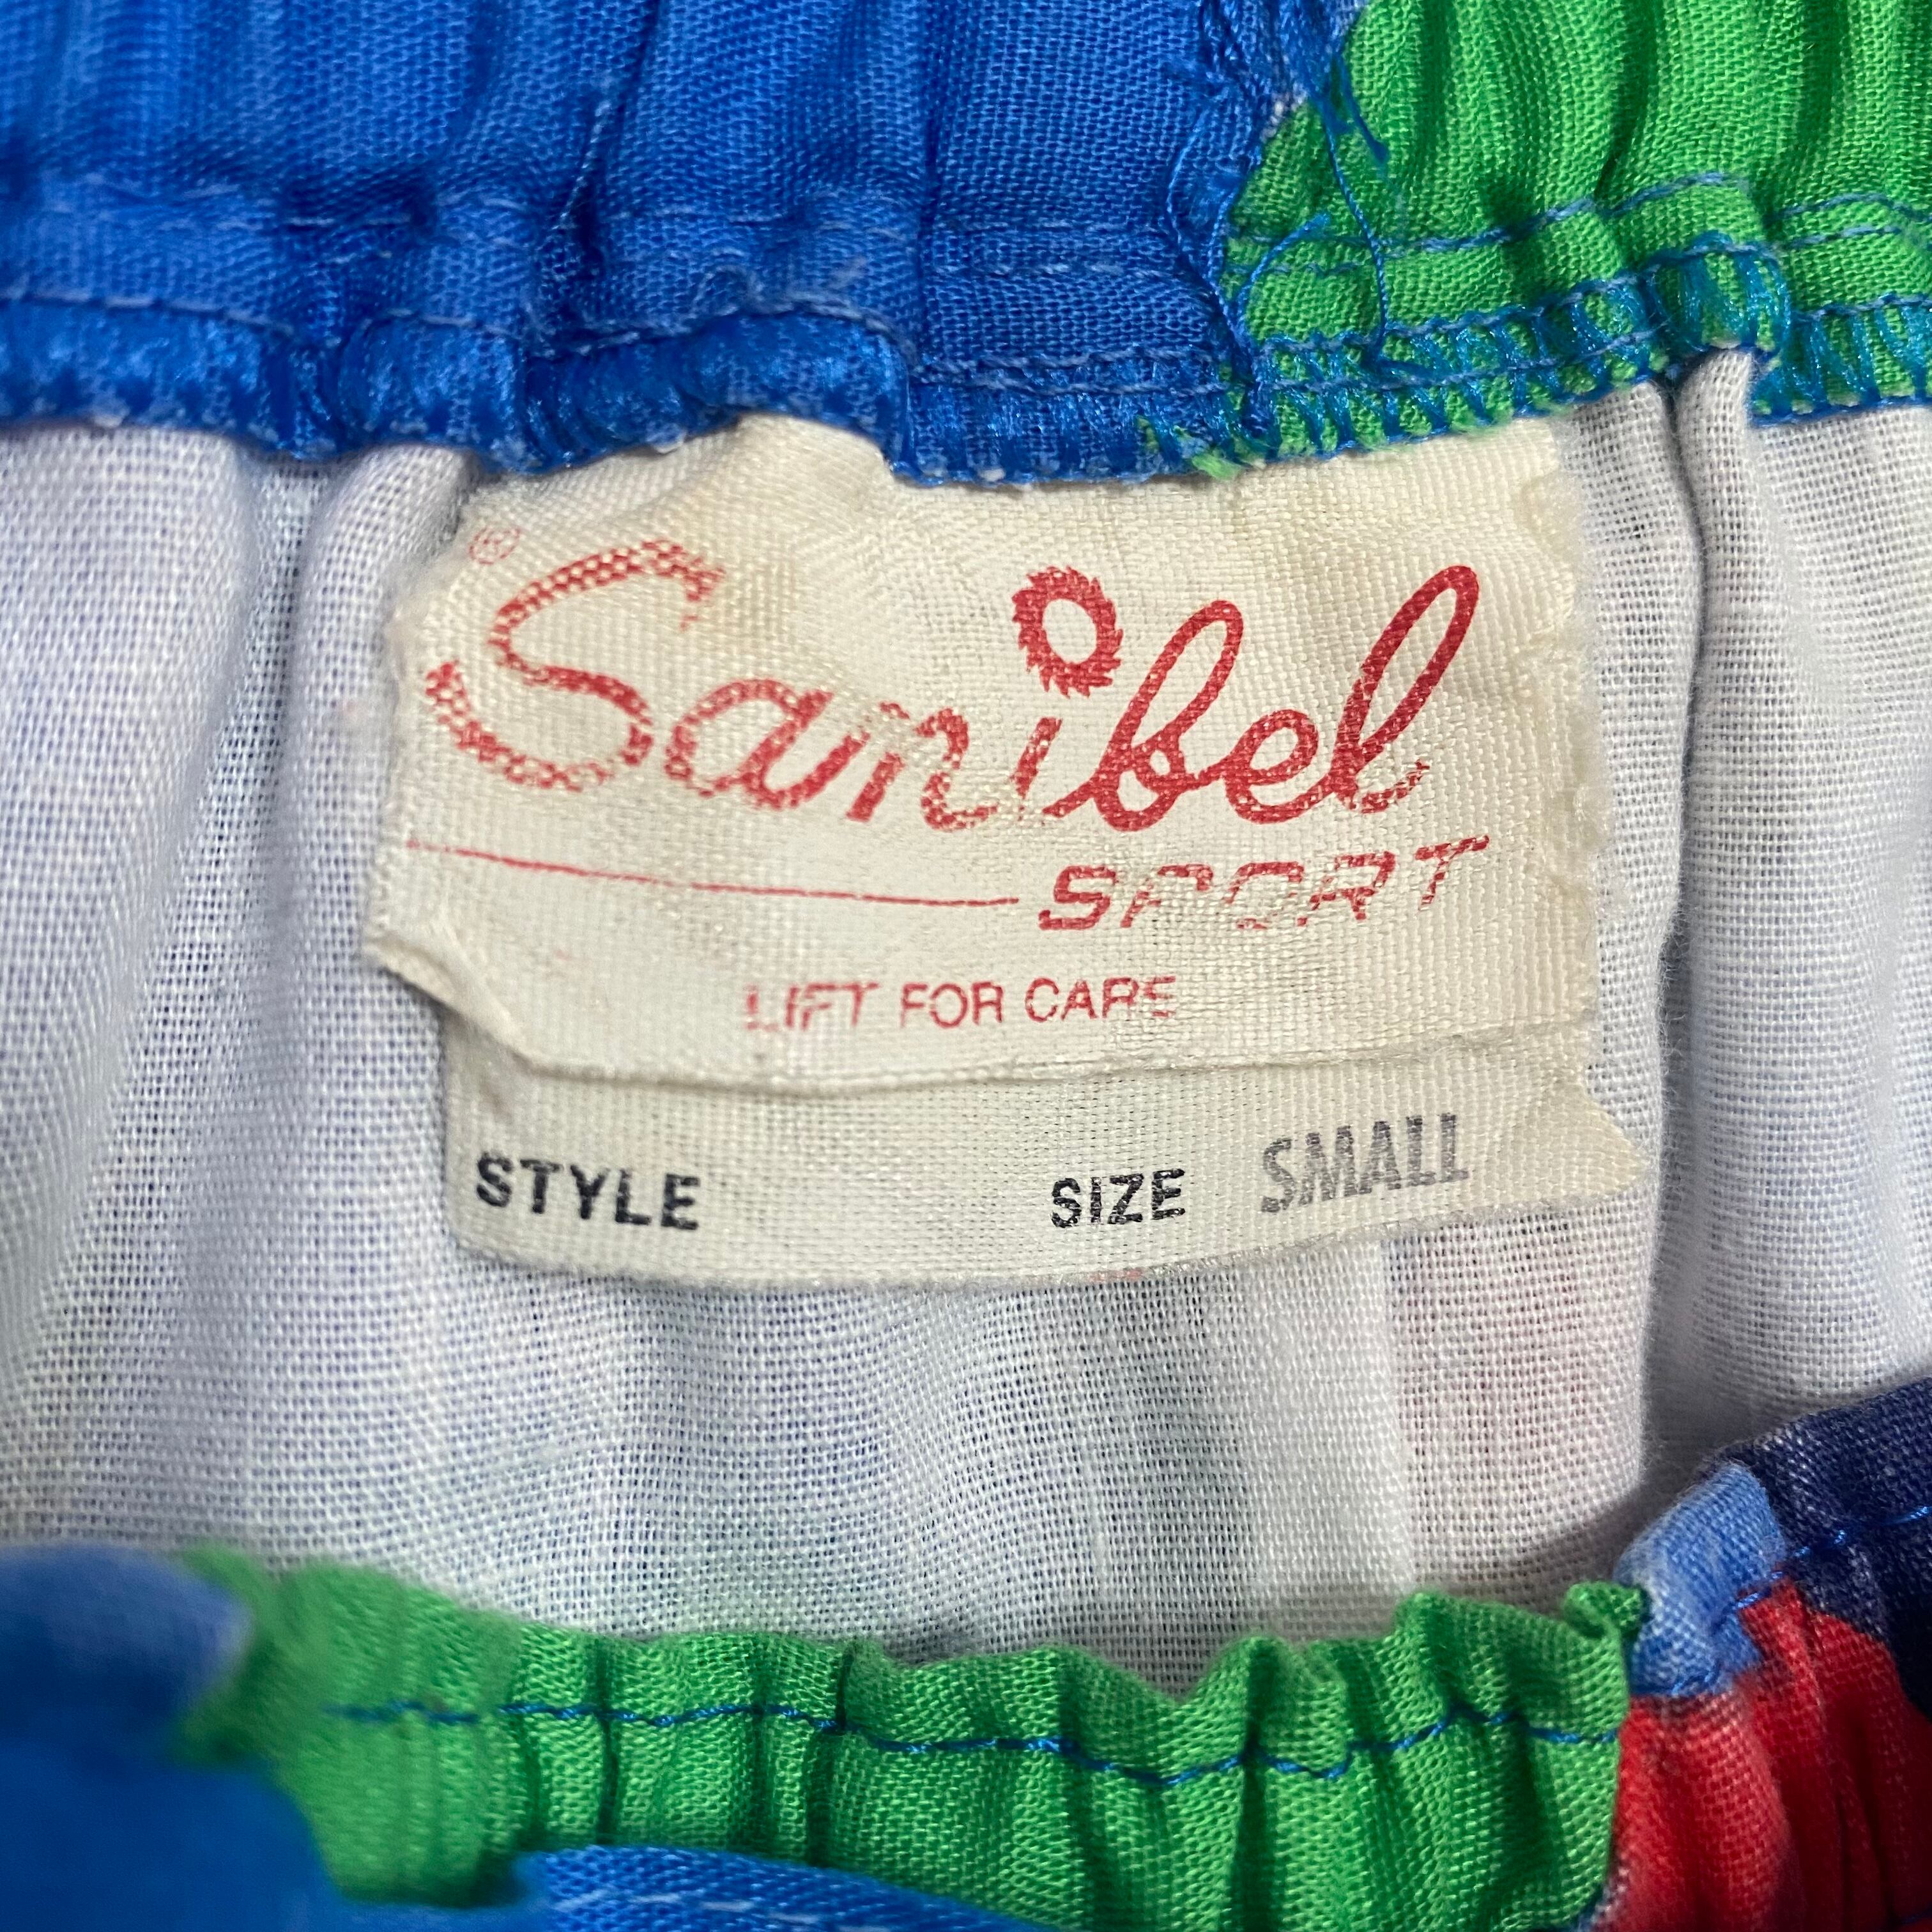 ®
Sanibel
SPORT
LIFT FOR CARE
STYLE SIZE SMALL